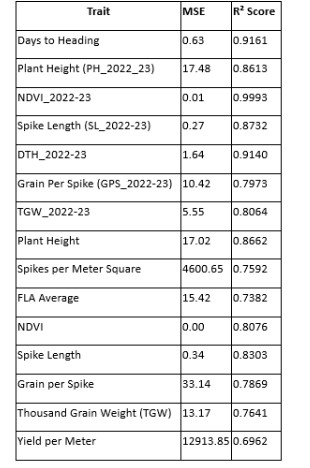 Trait MSE R² Score
Days to Heading 0.63 0.9161
Plant Height (PH_2022_23) 17.48 0.8613
NDVI_2022-23 0.01 0.9993
Spike Length (SL_2022-23) 0.27 0.8732
DTH_2022-23 1.64 0.9140
Grain Per Spike (GPS_2022-23) 10.42 0.7973
TGW_2022-23 5.55 0.8064
Plant Height 17.02 0.8662
Spikes per Meter Square 4600.65 0.7592
FLA Average 15.42 0.7382
NDVI 0.00 0.8076
Spike Length 0.34 0.8303
Grain per Spike 33.14 0.7869
Thousand Grain Weight (TGW) 13.17 0.7641
Yield per Meter 12913.85 0.6962